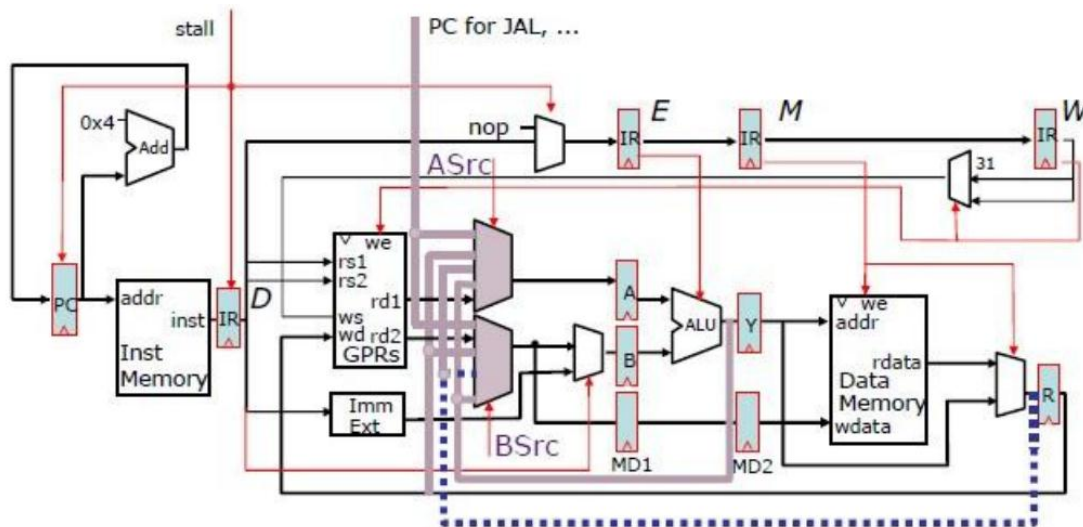 stall
PC for JAL, ...
0x4
Add
nop
E
M
W
IR
IR
IR
31
ASrc
we
rs1
rs2
rd1
ws
wd
rd2
GPRs
PC
addr
inst
Inst
Memory
IR
D
A
B
ALU
Y
we
addr
rdata
Data
Memory
wdata
R
Imm
Ext
BSrc
MD1
MD2